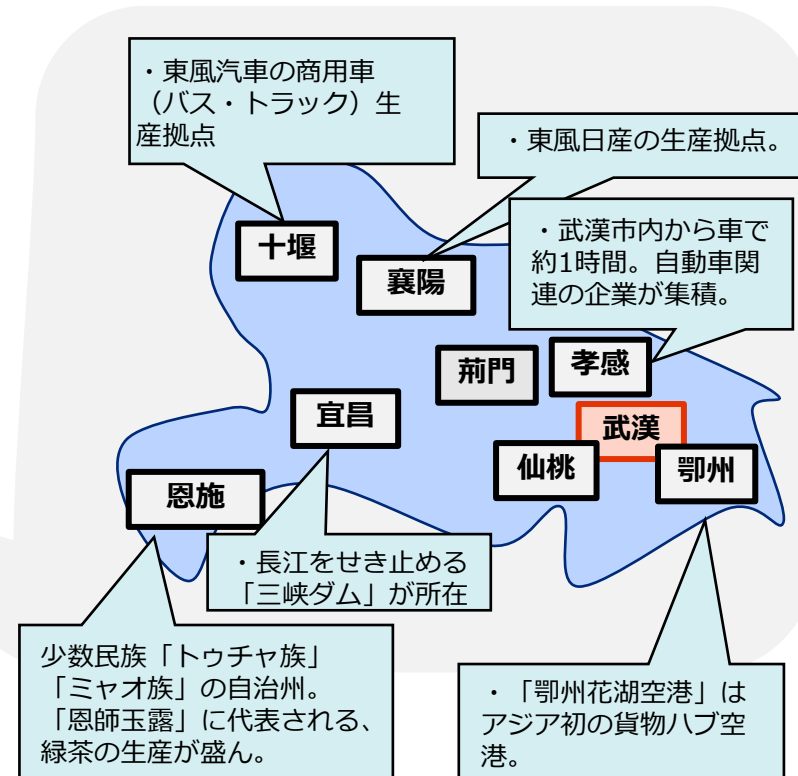 ・東風汽車の商用車
（バス・トラック）生
産拠点
・東風日産の生産拠点。
・武漢市内から車で
約1時間。自動車関
連の企業が集積。
十堰
襄陽
荊門
孝感
宜昌
武漢
仙桃
鄂州
恩施
・長江をせき止める
「三峡ダム」が所在
少数民族「トゥチャ族」
「ミャオ族」の自治州。
「恩師玉露」に代表される、
緑茶の生産が盛ん。
・「鄂州花湖空港」は
アジア初の貨物ハブ空
港。